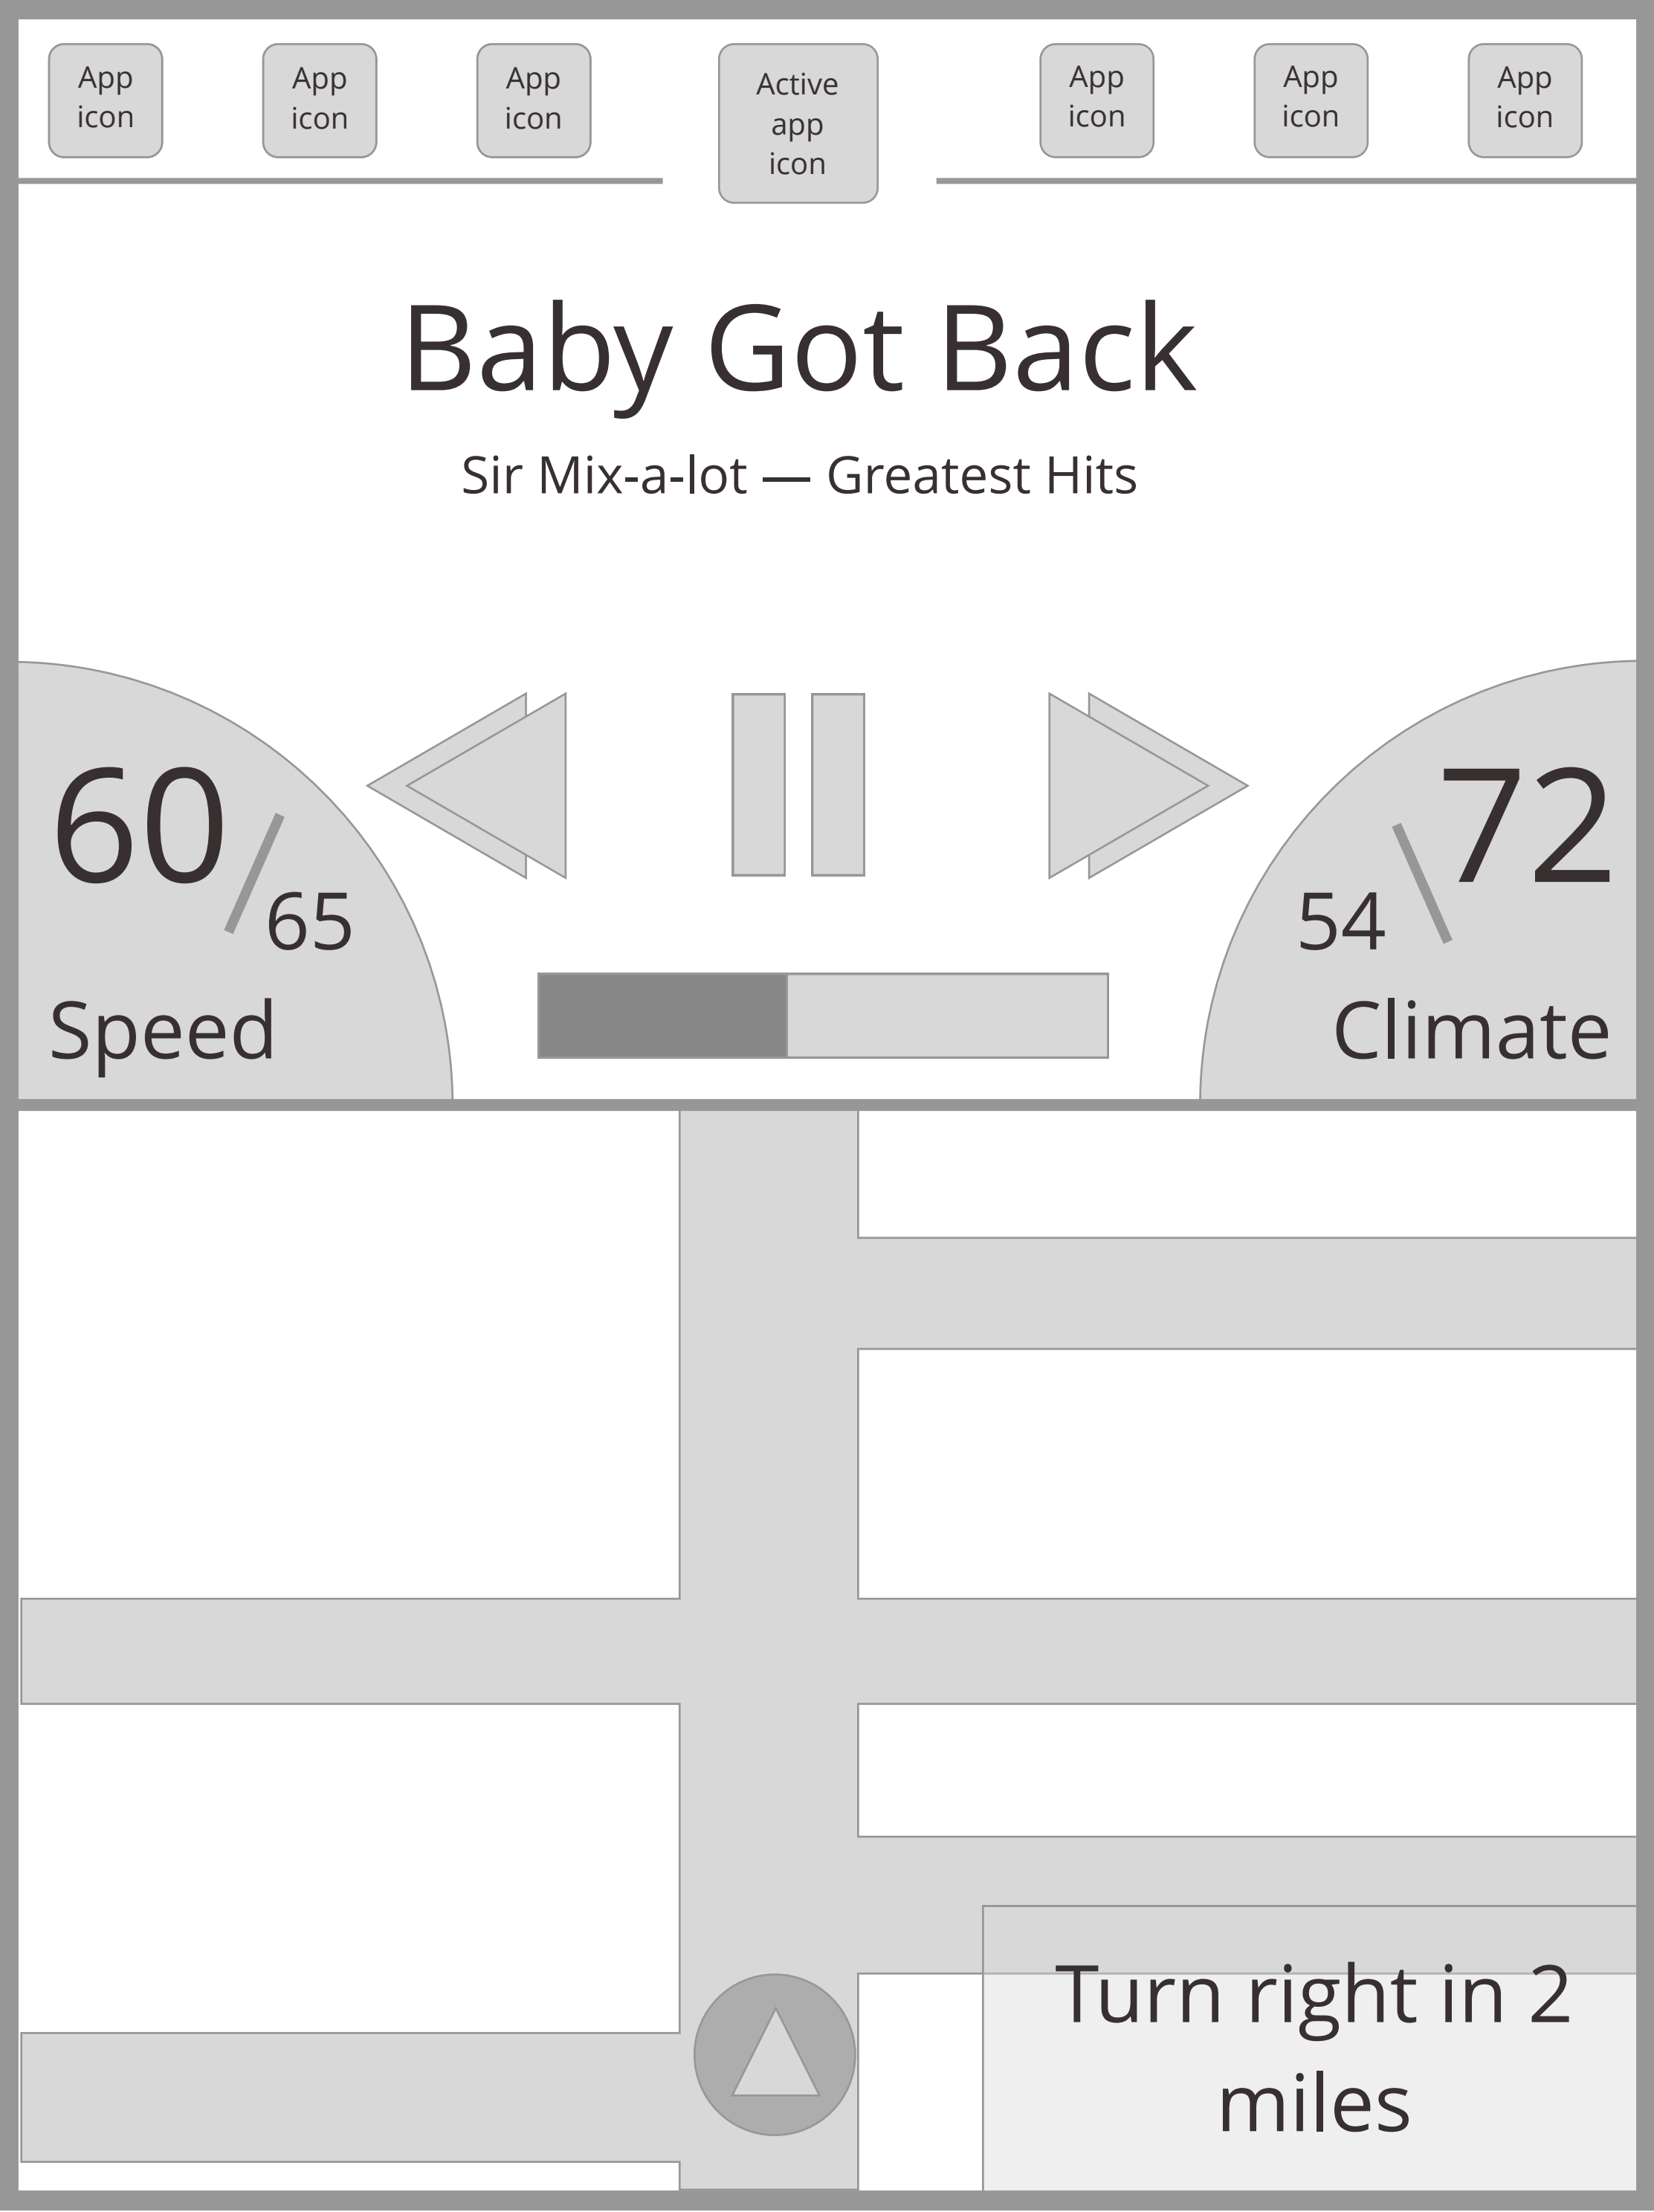 App
icon
App
icon
App
icon
Active
app
icon
App
icon
App
icon
App
icon
Baby Got Back
Sir Mix-a-lot — Greatest Hits
60/65
Speed
54\72
Climate
Turn right in 2
miles